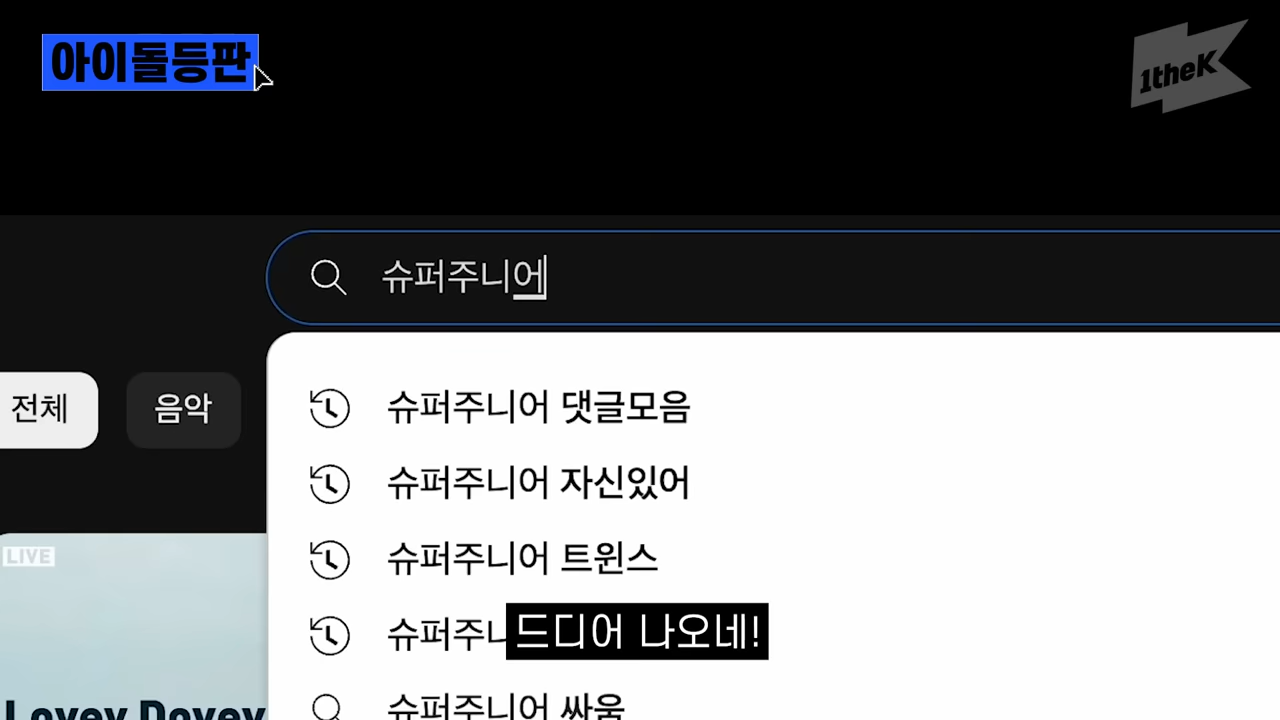 아이돌등판
1theK
슈퍼주니어
전체
음악
슈퍼주니어 댓글모음
슈퍼주니어 자신있어
슈퍼주니어 트윈스
LIVE
슈퍼주니
드디어 나오네!
슈퍼주니어 싸움
Lovey Dovey